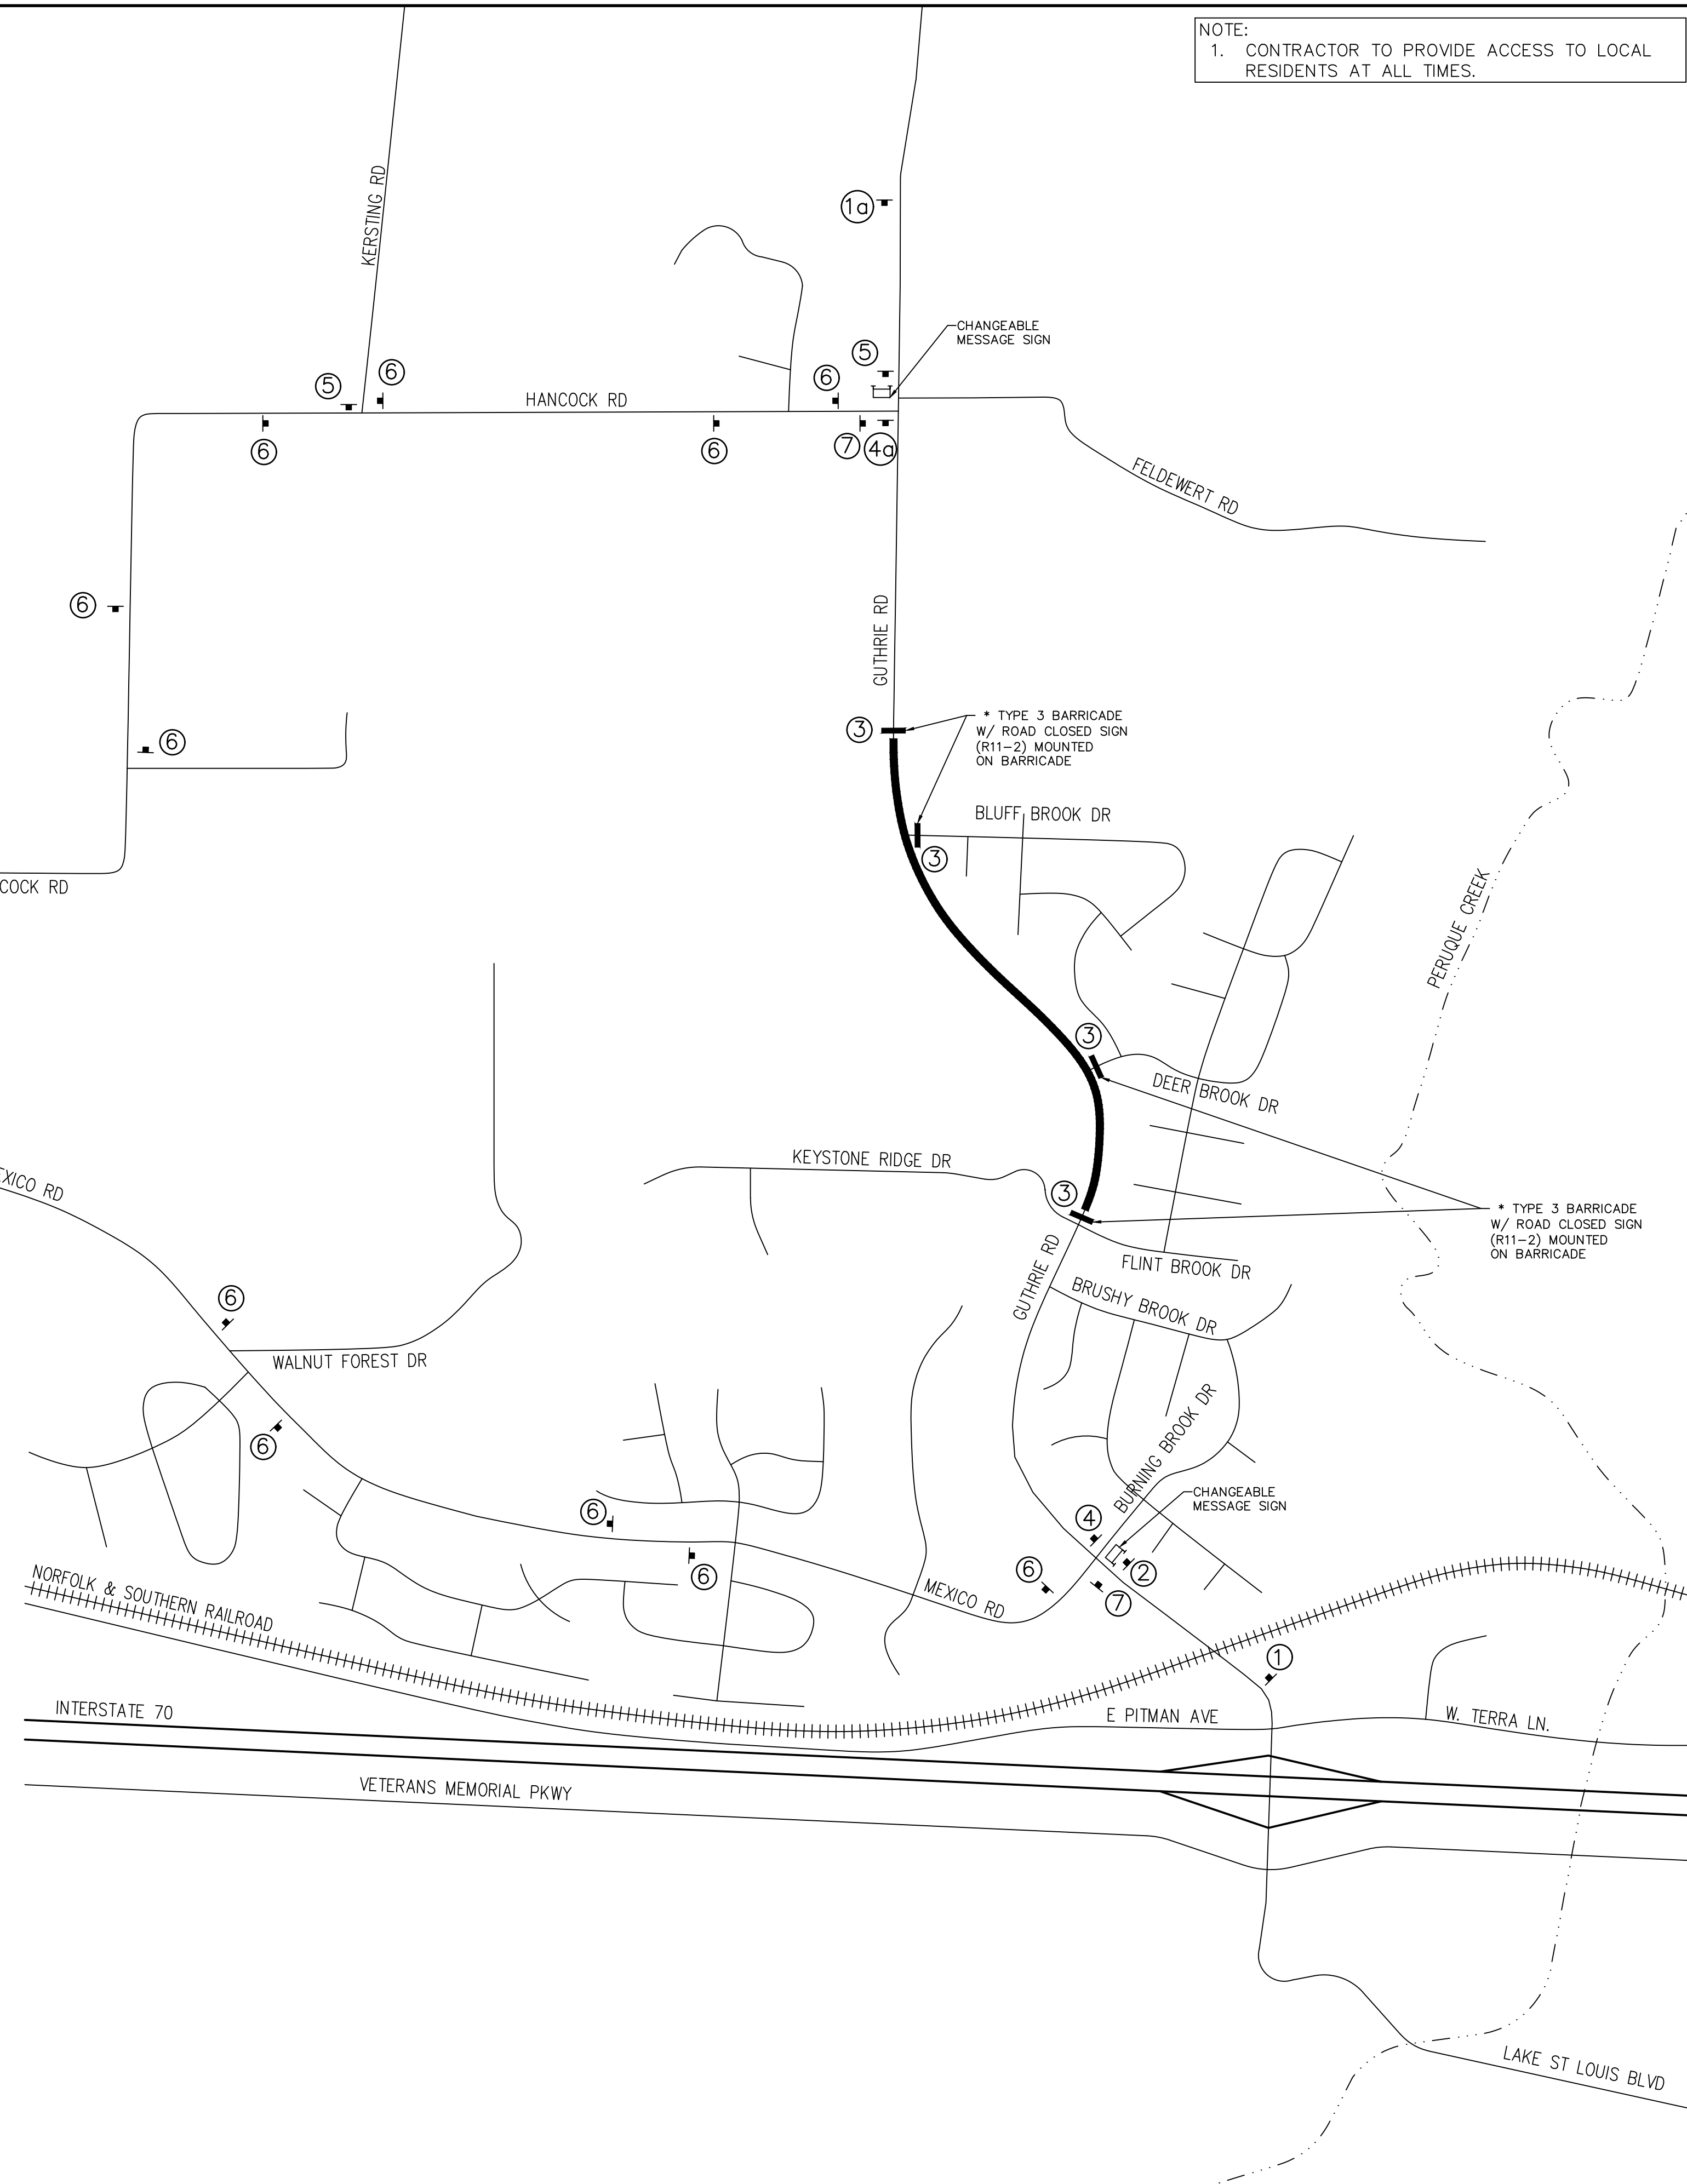 NOTE:
1. CONTRACTOR TO PROVIDE ACCESS TO LOCAL
RESIDENTS AT ALL TIMES.
KERSTING RD
1a
CHANGEABLE
MESSAGE SIGN
5
6
5
6
HANCOCK RD
6
6
7
4a
FELDEWERT RD
6
GUTHRIE RD
6
3
* TYPE 3 BARRICADE
W/ ROAD CLOSED SIGN
(R11-2) MOUNTED
ON BARRICADE
BLUFF BROOK DR
3
COCK RD
PERUQUE CREEK
3
DEER BROOK DR
KEYSTONE RIDGE DR
EXICO RD
3
* TYPE 3 BARRICADE
W/ ROAD CLOSED SIGN
(R11-2) MOUNTED
ON BARRICADE
GUTHRIE RD
FLINT BROOK DR
BRUSHY BROOK DR
6
WALNUT FOREST DR
6
BURNING BROOK DR
CHANGEABLE
MESSAGE SIGN
6
4
6
6
2
7
MEXICO RD
NORFOLK & SOUTHERN RAILROAD
1
INTERSTATE 70
E PITMAN AVE
W. TERRA LN.
VETERANS MEMORIAL PKWY
LAKE ST LOUIS BLVD